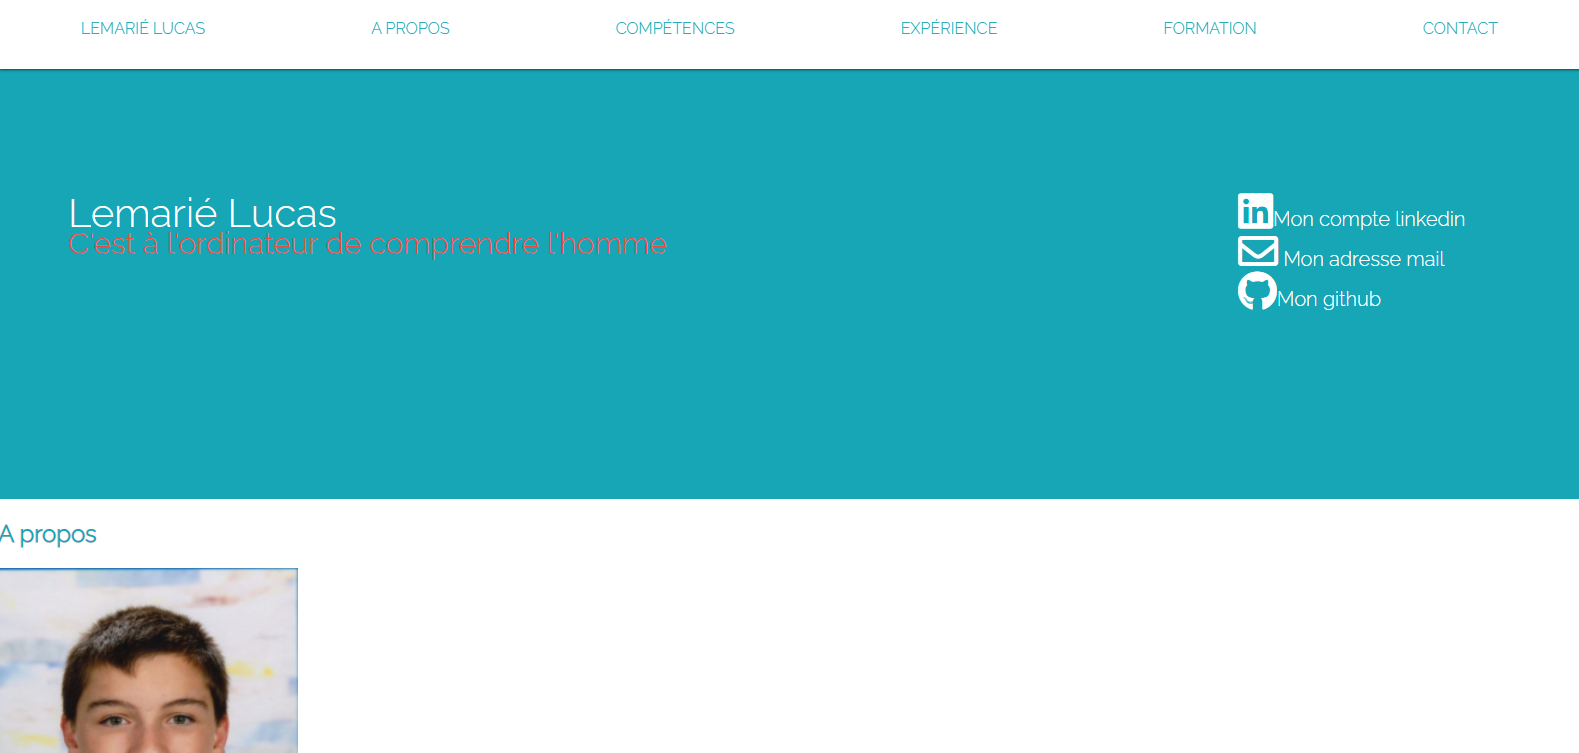 LEMARIÉ LUCAS A PROPOS COMPÉTENCES EXPÉRIENCE FORMATION CONTACT
Lemarié Lucas
C'est à l'ordinateur de comprendre l'homme
in Mon compte linkedin
Mon adresse mail
Mon github
A propos